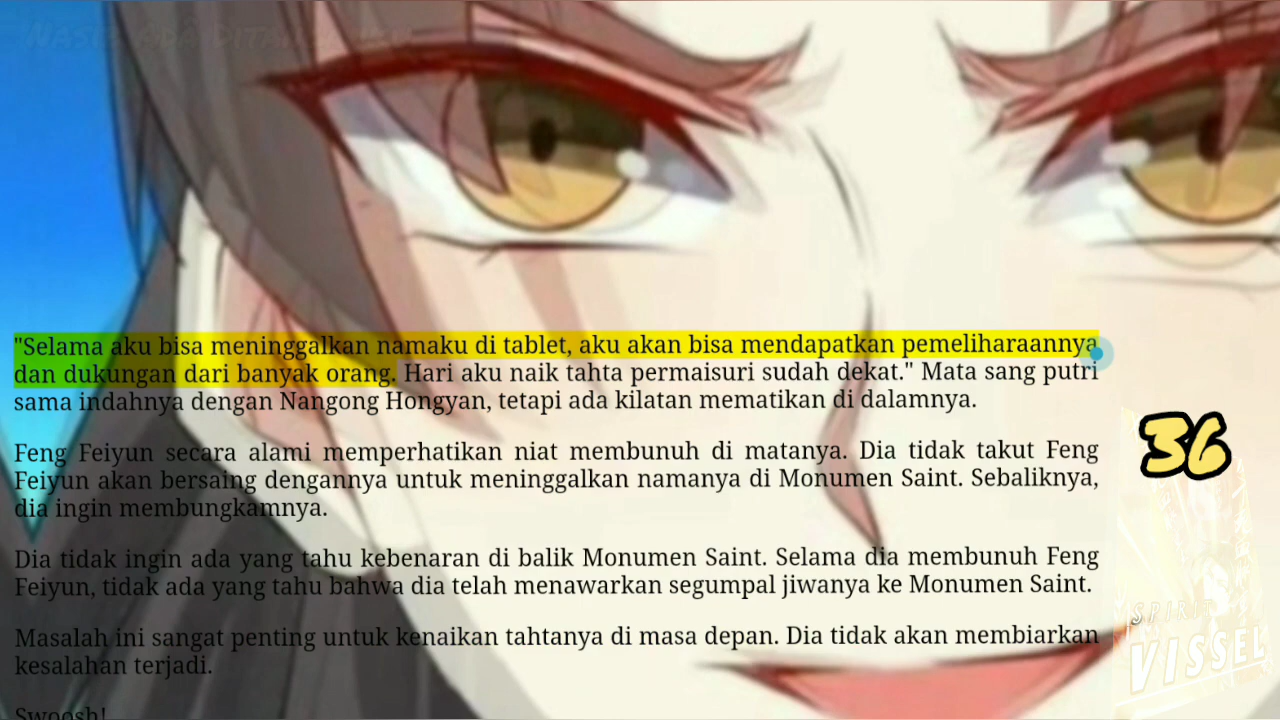 "Selama aku bisa meninggalkan namaku di tablet, aku akan bisa mendapatkan pemeliharaannya
dan dukungan dari banyak orang. Hari aku naik tahta permaisuri sudah dekat." Mata sang putri
sama indahnya dengan Nangong Hongyan, tetapi ada kilatan mematikan di dalamnya.
Feng Feiyun secara alami memperhatikan niat membunuh di matanya. Dia tidak takut Feng
Feiyun akan bersaing dengannya untuk meninggalkan namanya di Monumen Saint. Sebaliknya,
dia ingin membungkamnya.
Dia tidak ingin ada yang tahu kebenaran di balik Monumen Saint. Selama dia membunuh Feng
Feiyun, tidak ada yang tahu bahwa dia telah menawarkan segumpal jiwanya ke Monumen Saint.
Masalah ini sangat penting untuk kenaikan tahtanya di masa depan. Dia tidak akan membiarkan
kesalahan terjadi.
Swoosh!
36
SPIRIT
VISSEL